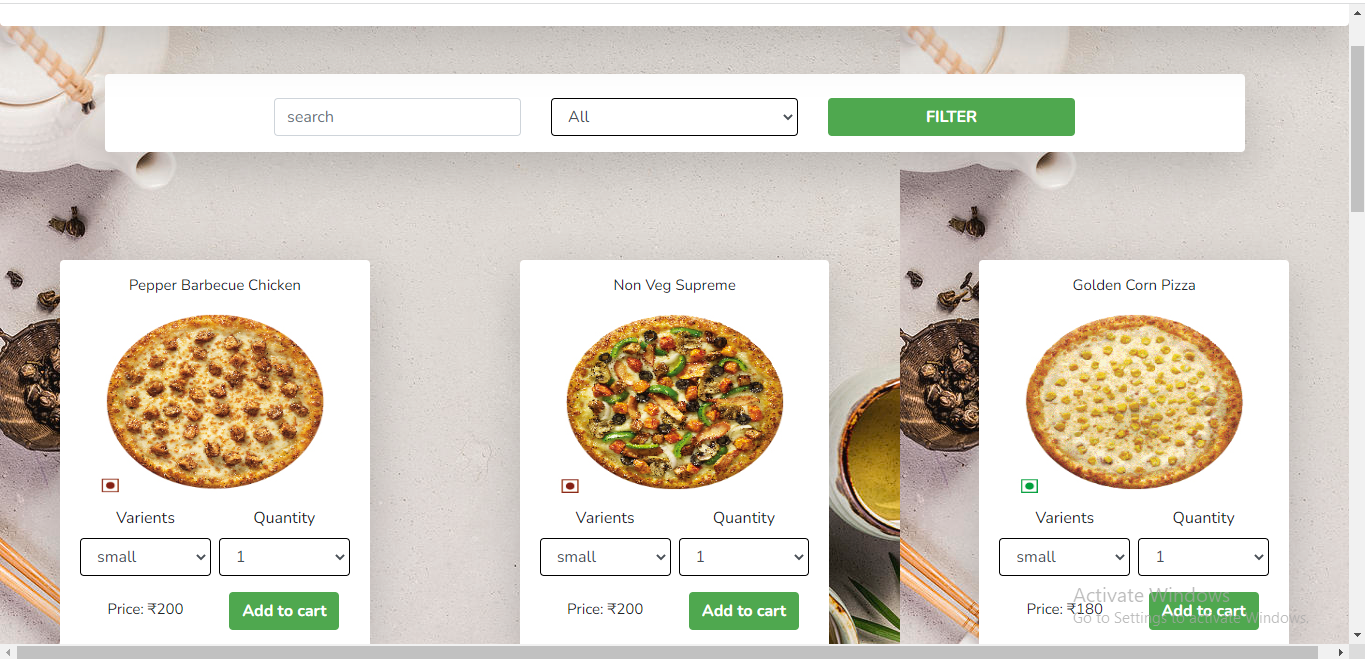 search
All
FILTER
Pepper Barbecue Chicken
Non Veg Supreme
Golden Corn Pizza
Varients Quantity
Varients Quantity
Varients Quantity
small 1
small 1
small 1
Price: ₹200 Add to cart
Price: ₹200 Add to cart
Price: ₹180 Add to cart
Activate Windows
Go to Settings to activate Windows.